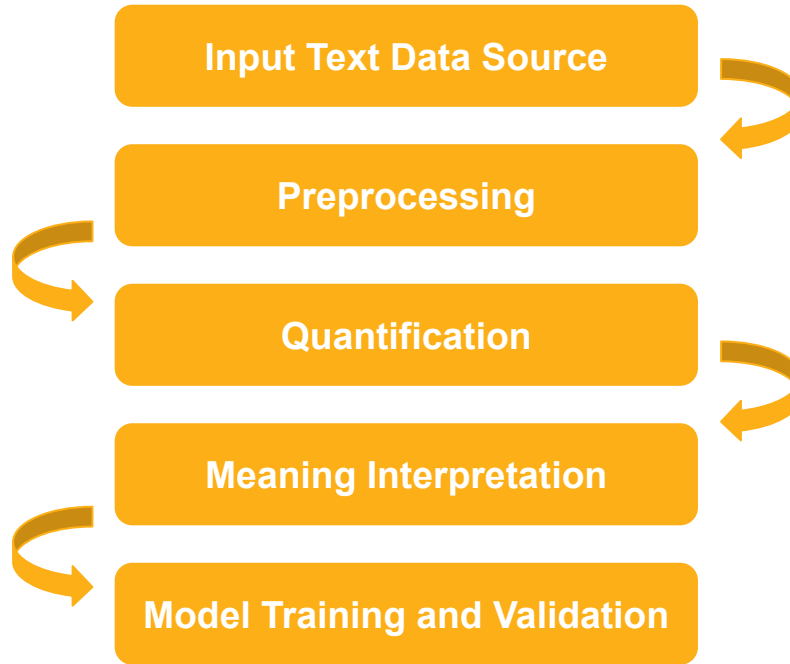 Input Text Data Source
Preprocessing
Quantification
Meaning Interpretation
Model Training and Validation